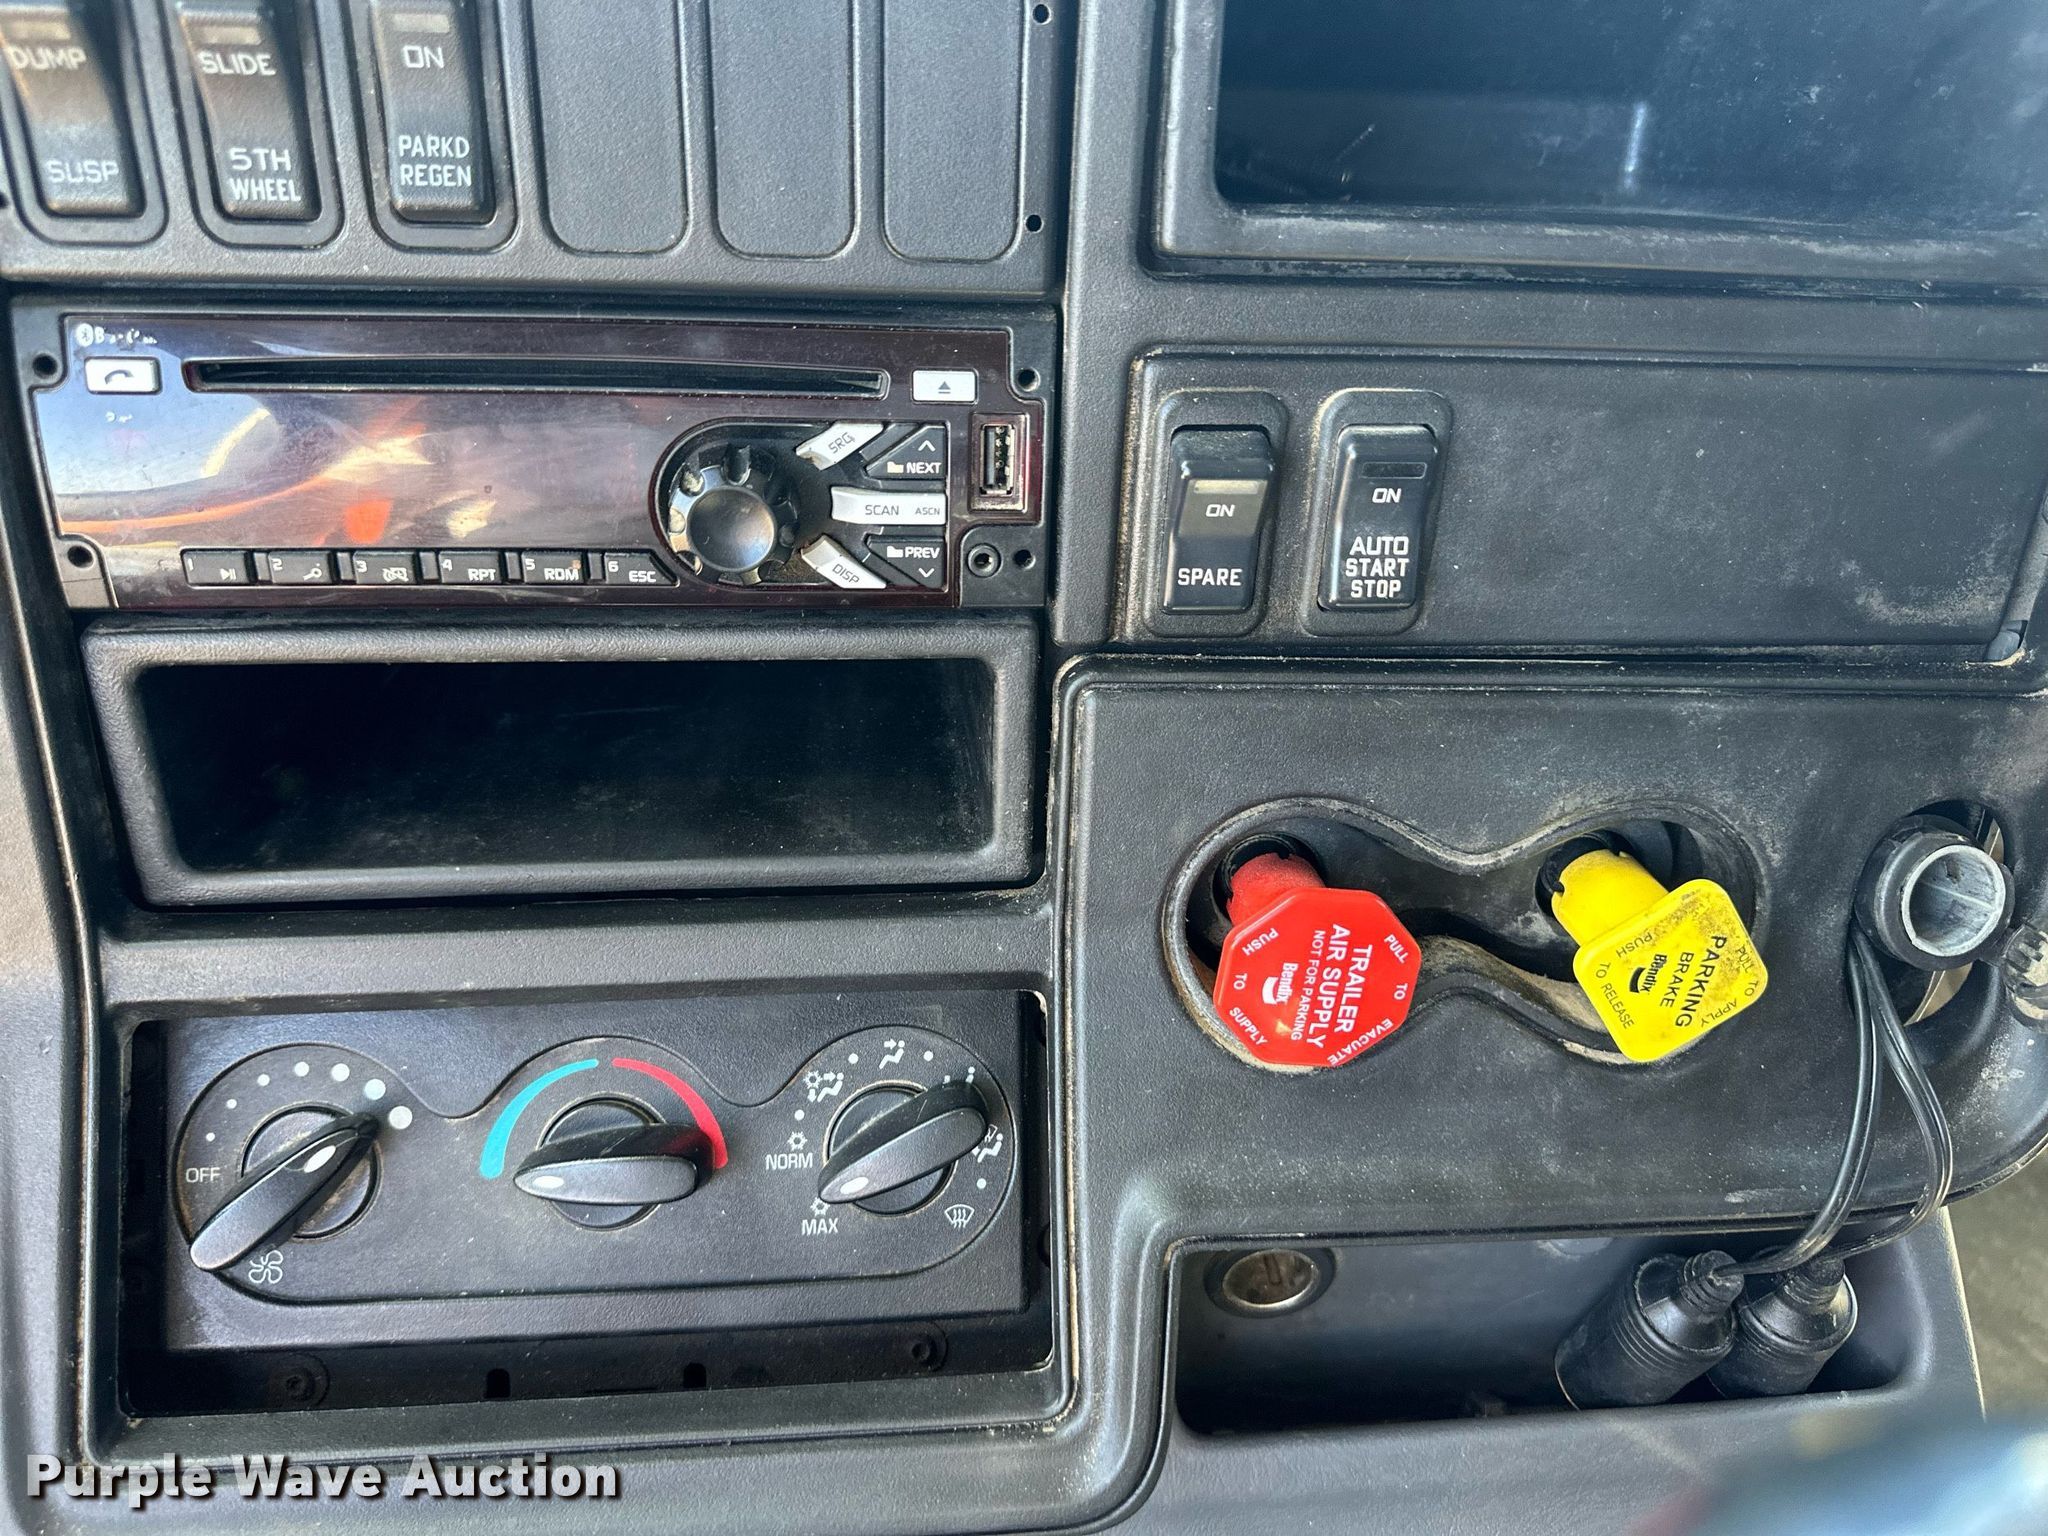 DUMP
SUSP
SLIDE
5TH
WHEEL
ON
PARKD
REGEN
SRC
NEXT
SCAN ASCN
PREV
DISP
1
2
3
4 RPT
5 RDM
6 ESC
ON
SPARE
ON
AUTO
START
STOP
PUSH TO SUPPLY
PULL TO EVACUATE
TRAILER
AIR SUPPLY
NOT FOR PARKING
Bendix
PULL TO APPLY
PARKING
BRAKE
Bendix
PUSH TO RELEASE
OFF
NORM
MAX
Purple Wave Auction